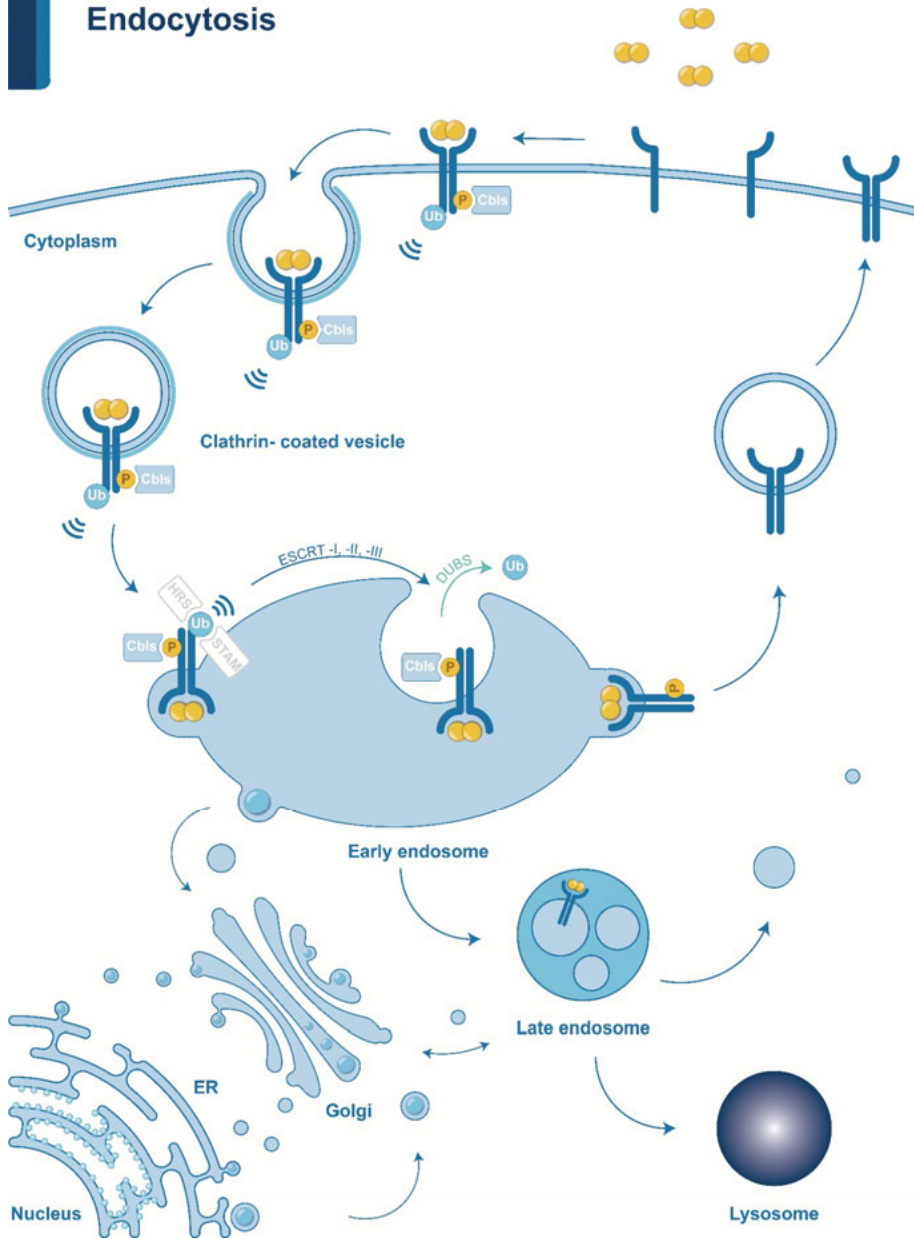 Endocytosis
P
Cbls
Ub
Cytoplasm
P
Cbls
Ub
Clathrin- coated vesicle
P
Cbls
Ub
ESCRT -I, -II, -III
DUBS
Ub
HRS
Ub
STAM
Cbls
P
Cbls
P
P
Early endosome
Late endosome
ER
Golgi
Nucleus
Lysosome